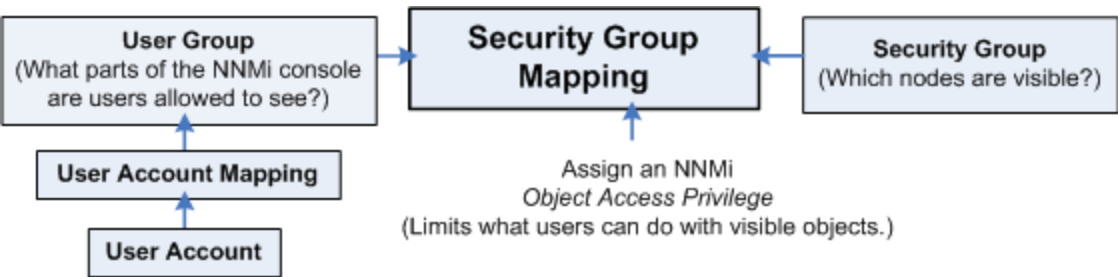 User Group
(What parts of the NNMi console
are users allowed to see?)
User Account Mapping
User Account
Security Group
Mapping
Assign an NNMi
Object Access Privilege
(Limits what users can do with visible objects.)
Security Group
(Which nodes are visible?)